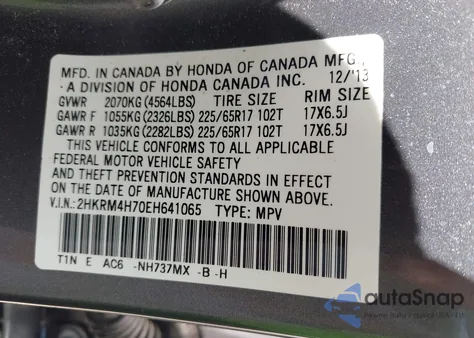 MFD. IN CANADA BY HONDA OF CANADA MFG.,
A DIVISION OF HONDA CANADA INC. 12/'13
GVWR 2070KG (4564LBS) TIRE SIZE RIM SIZE
GAWR F 1055KG (2326LBS) 225/65R17 102T 17X6.5J
GAWR R 1035KG (2282LBS) 225/65R17 102T 17X6.5J
THIS VEHICLE CONFORMS TO ALL APPLICABLE
FEDERAL MOTOR VEHICLE SAFETY
AND THEFT PREVENTION STANDARDS IN EFFECT
ON THE DATE OF MANUFACTURE SHOWN ABOVE.
V.I.N.: 2HKRM4H70EH641065 TYPE: MPV
T1N E AC6 -NH737MX -B -H
autoSnap